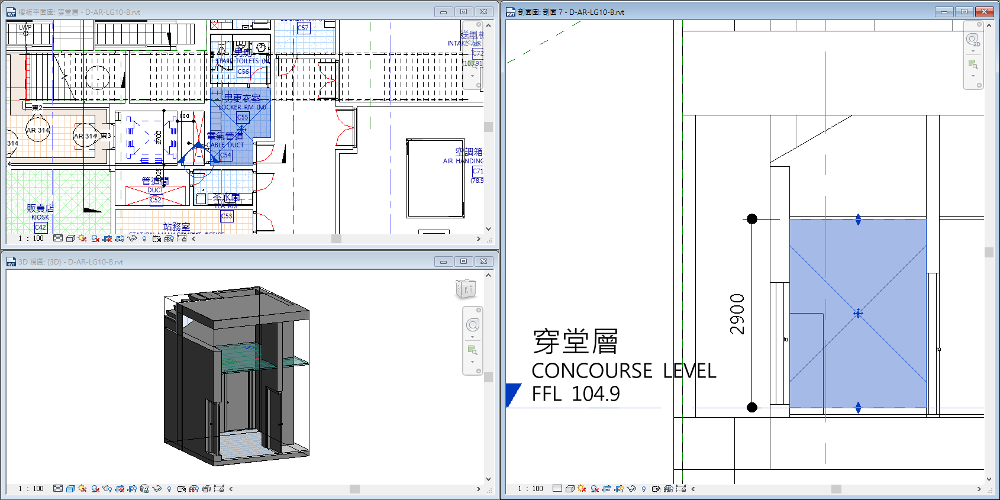 樓板平面圖: 穿堂層 - D-AR-LG10-B.rvt
LWP
C57
送風機
INTAKE AIR
C72
男廁
STAFF TOILETS (M)
C56
男更衣室
LOCKER RM (M)
C55
東2
800
AR 314
AR 314
東3
314
2700
電氣管道
CABLE DUCT
C54
空調箱
AIR HANDING
C71
(78.9
4
管道間
DUCT
C52
茶水間
TEA RM
C53
販賣店
KIOSK
C42
站務室
1 : 100
3D 視圖: {3D} - D-AR-LG10-B.rvt
前
1 : 100
剖面圖: 剖面 7 - D-AR-LG10-B.rvt
2D
2900
穿堂層
CONCOURSE LEVEL
FFL 104.9
1 : 100